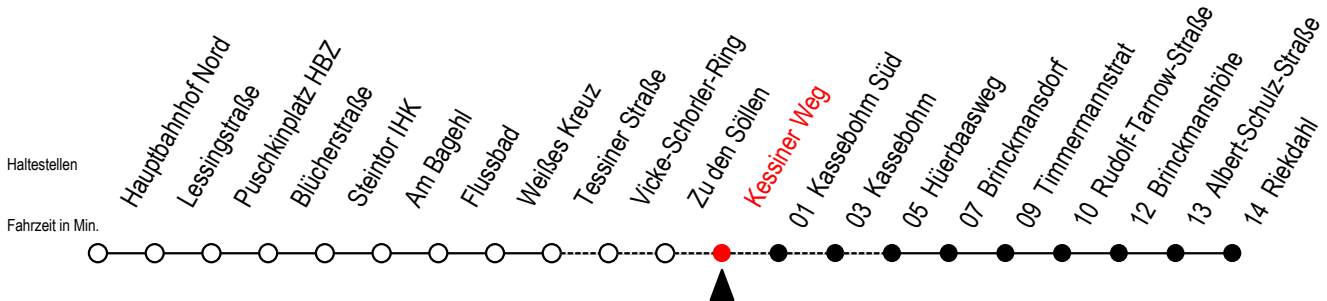 Haltestellen
Fahrzeit in Min.
Hauptbahnhof Nord
Lessingstraße
Puschkinplatz HBZ
Blücherstraße
Steintor IHK
Am Bagehl
Flussbad
Weißes Kreuz
Tessiner Straße
Vicke-Schorler-Ring
Zu den Söllen
Kessiner Weg
01 Kassebohm Süd
03 Kassebohm
05 Hüerbaasweg
07 Brinckmansdorf
09 Timmermannstrat
10 Rudolf-Tarnow-Straße
12 Brinckmanshöhe
13 Albert-Schulz-Straße
14 Riekdahl